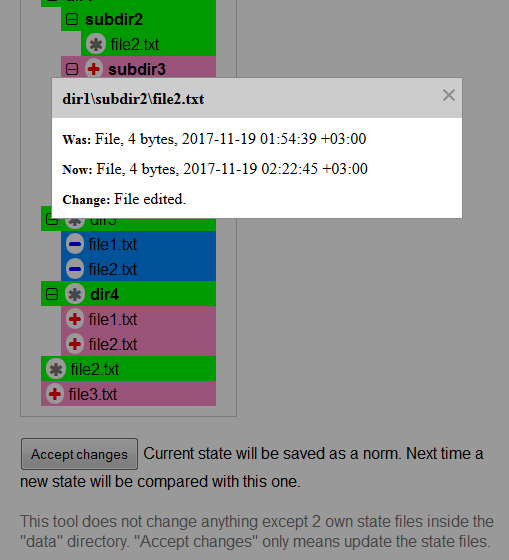 subdir2
file2.txt
subdir3
dir1\subdir2\file2.txt
Was: File, 4 bytes, 2017-11-19 01:54:39 +03:00
Now: File, 4 bytes, 2017-11-19 02:22:45 +03:00
Change: File edited.
dir3
file1.txt
file2.txt
dir4
file1.txt
file2.txt
file2.txt
file3.txt
Accept changes Current state will be saved as a norm. Next time a
new state will be compared with this one.
This tool does not change anything except 2 own state files inside the
"data" directory. "Accept changes" only means update the state files.